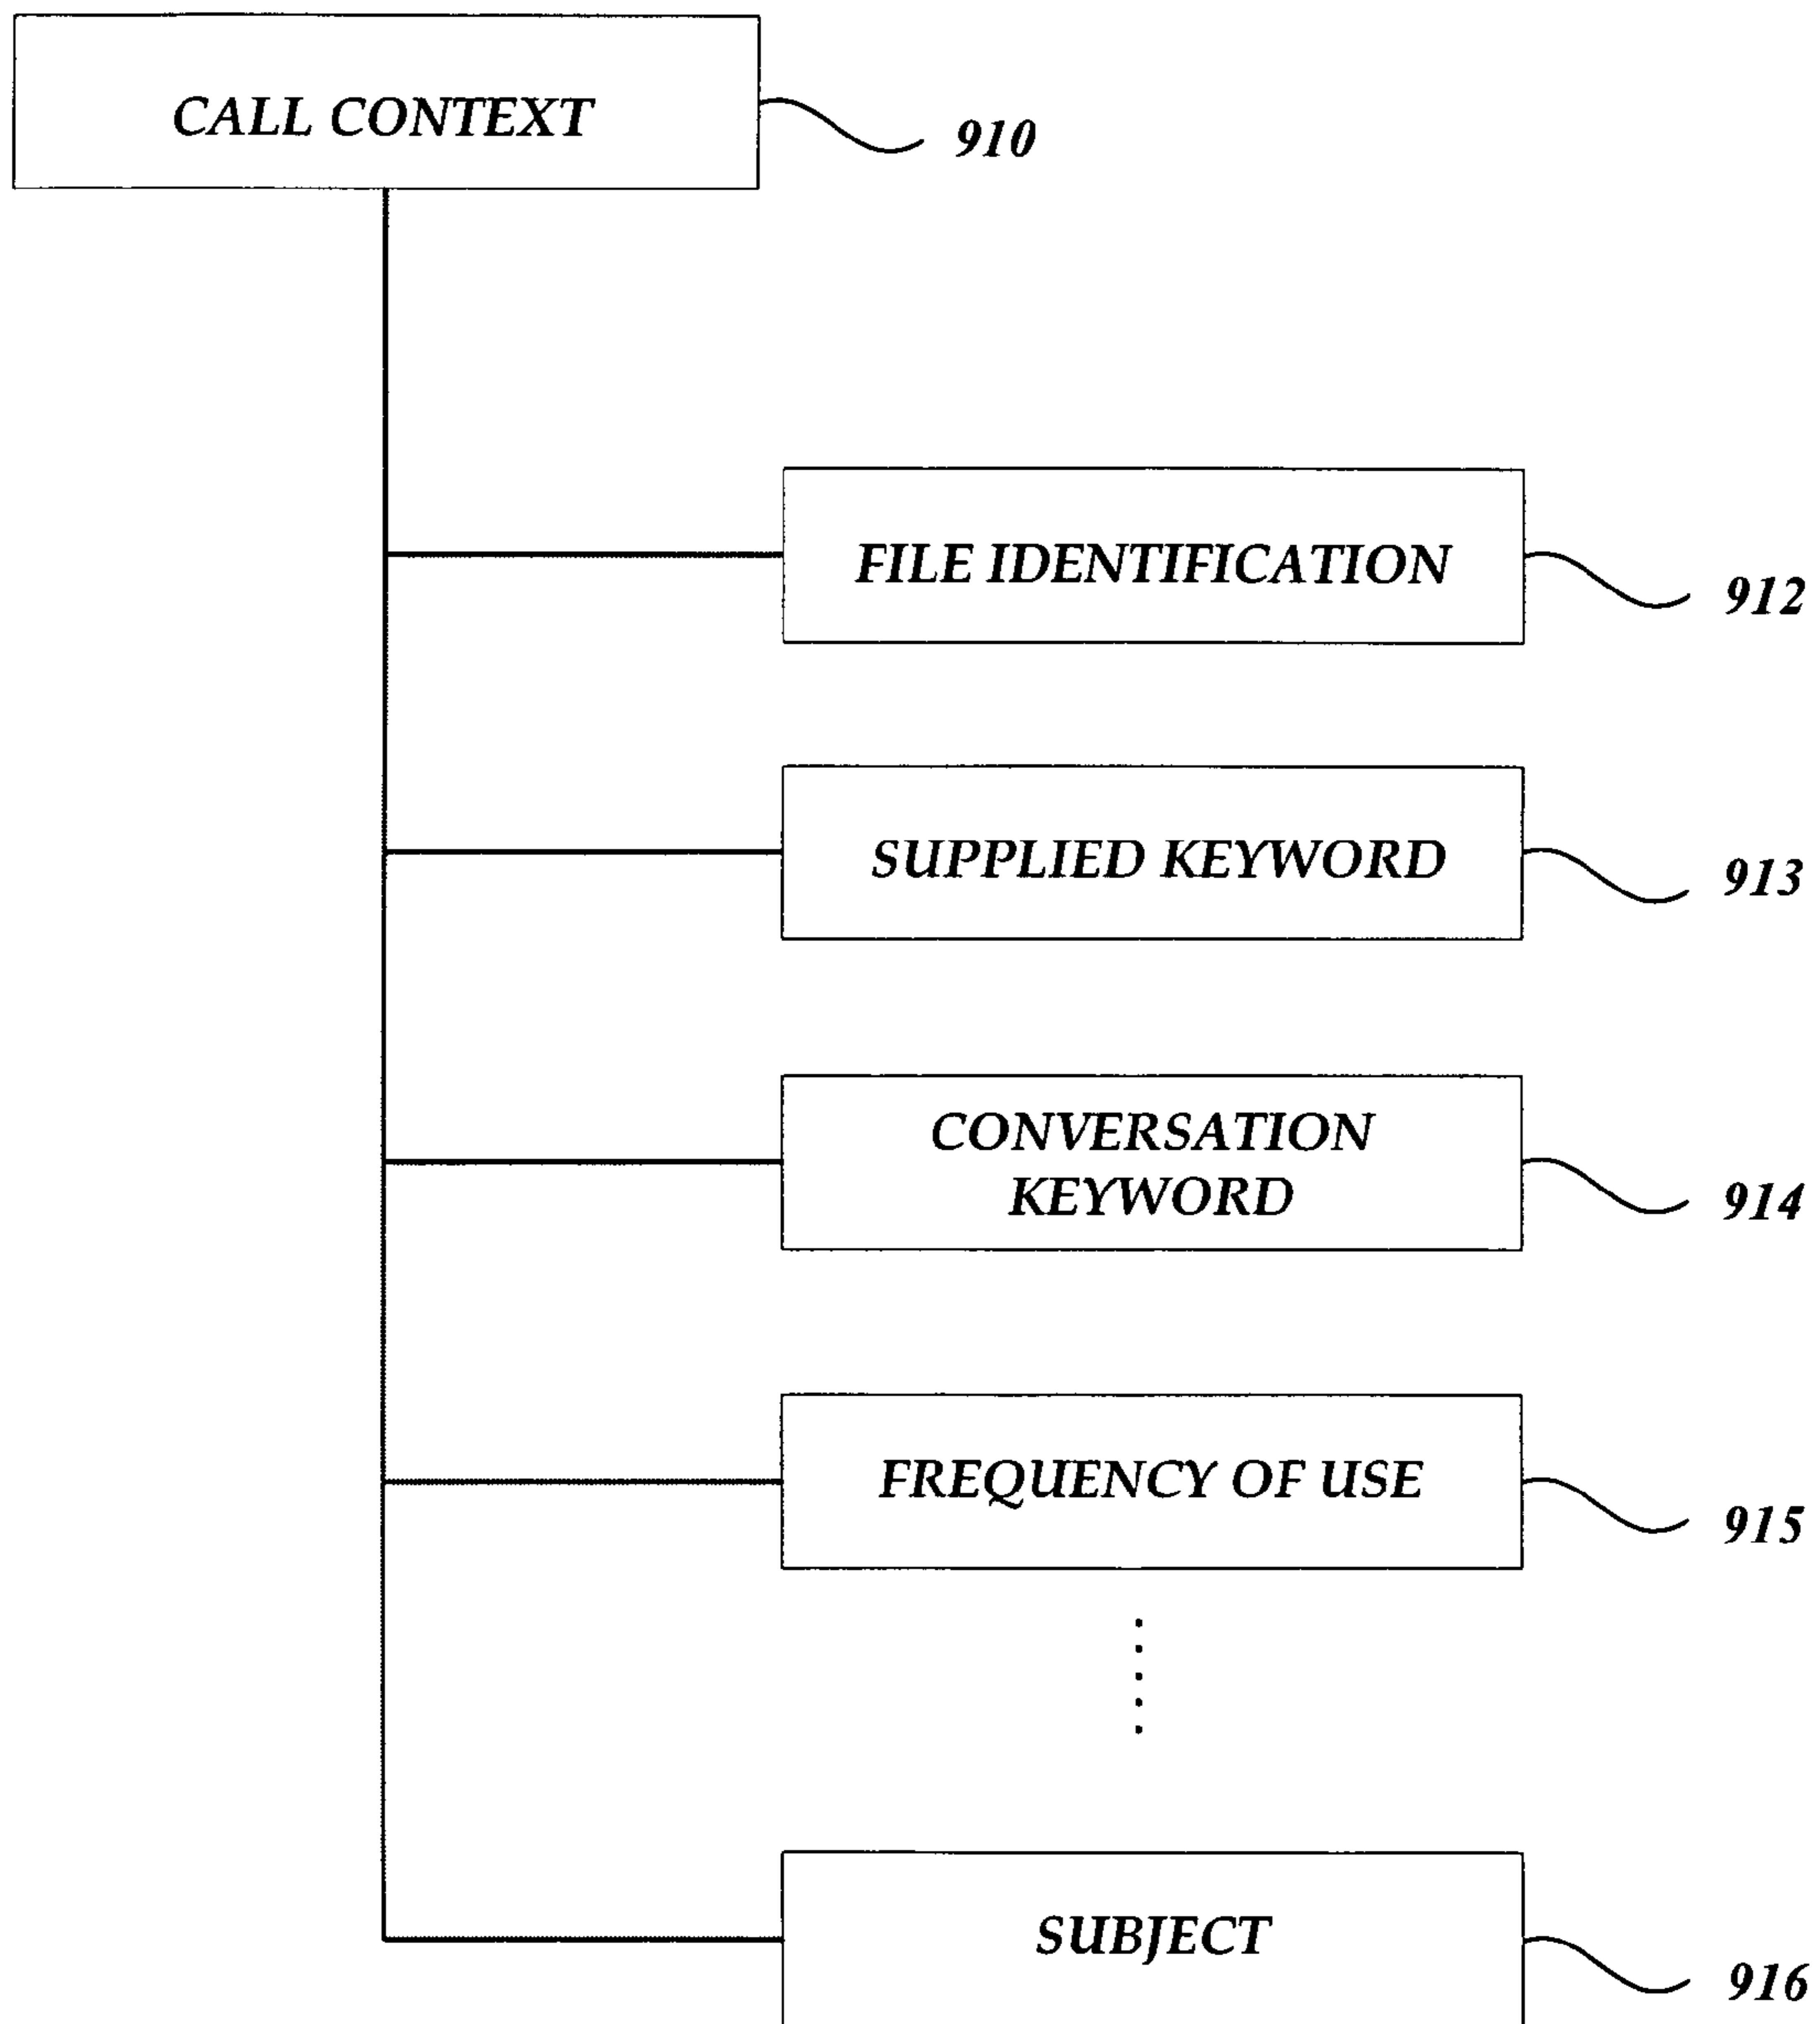 CALL CONTEXT
910
FILE IDENTIFICATION
912
SUPPLIED KEYWORD
913
CONVERSATION
KEYWORD
914
FREQUENCY OF USE
915
SUBJECT
916